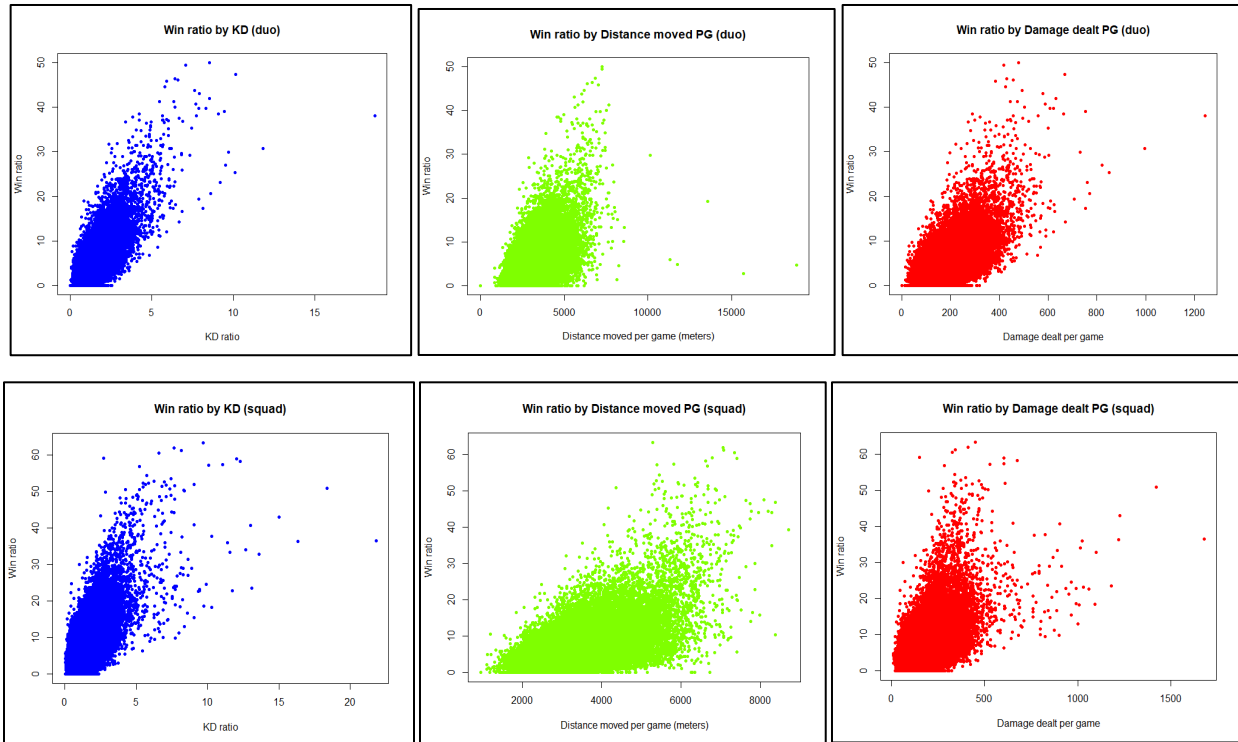 Win ratio by KD (duo)
Win ratio
0 10 20 30 40 50
0 5 10 15
KD ratio
Win ratio by Distance moved PG (duo)
Win ratio
0 10 20 30 40 50
0 5000 10000 15000
Distance moved per game (meters)
Win ratio by Damage dealt PG (duo)
Win ratio
0 10 20 30 40 50
0 200 400 600 800 1000 1200
Damage dealt per game
Win ratio by KD (squad)
Win ratio
0 10 20 30 40 50 60
0 5 10 15 20
KD ratio
Win ratio by Distance moved PG (squad)
Win ratio
0 10 20 30 40 50 60
2000 4000 6000 8000
Distance moved per game (meters)
Win ratio by Damage dealt PG (squad)
Win ratio
0 10 20 30 40 50 60
0 500 1000 1500
Damage dealt per game